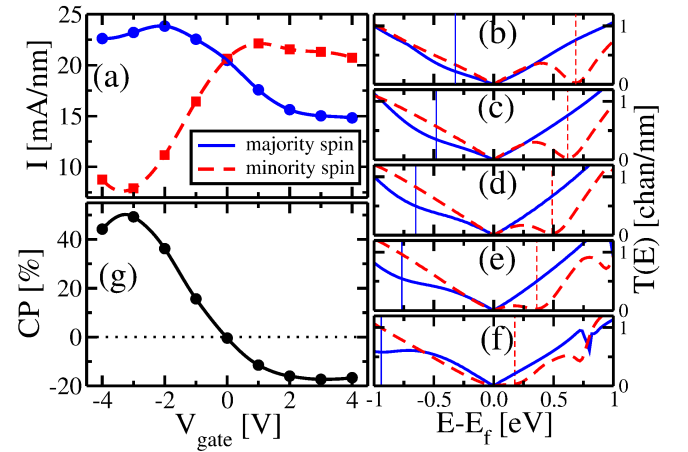 25
20
15
10
I [mA/nm]
(a)
majority spin
minority spin
40
20
0
-20
CP [%]
(g)
-4 -2 0 2 4
V_gate [V]
(b)
1
0
(c)
1
0
(d)
1
0
(e)
1
0
(f)
1
0
T(E) [chan/nm]
-1 -0.5 0 0.5 1
E-E_f [eV]